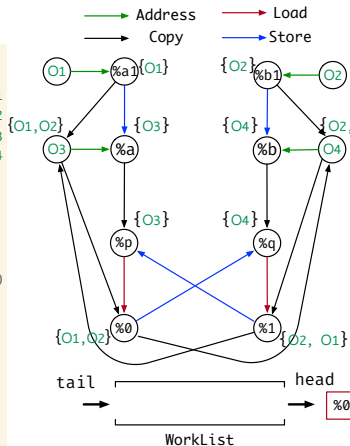 Address
Load
Copy
Store
O1
%a1
{O1}
{O2}
%b1
O2
{O1,O2}
{O3}
{O4}
{O2,
O3
%a
%b
O4
{O3}
{O4}
%p
%q
{O1,O2}
%0
%1
{O2, O1}
tail
head
%0
WorkList